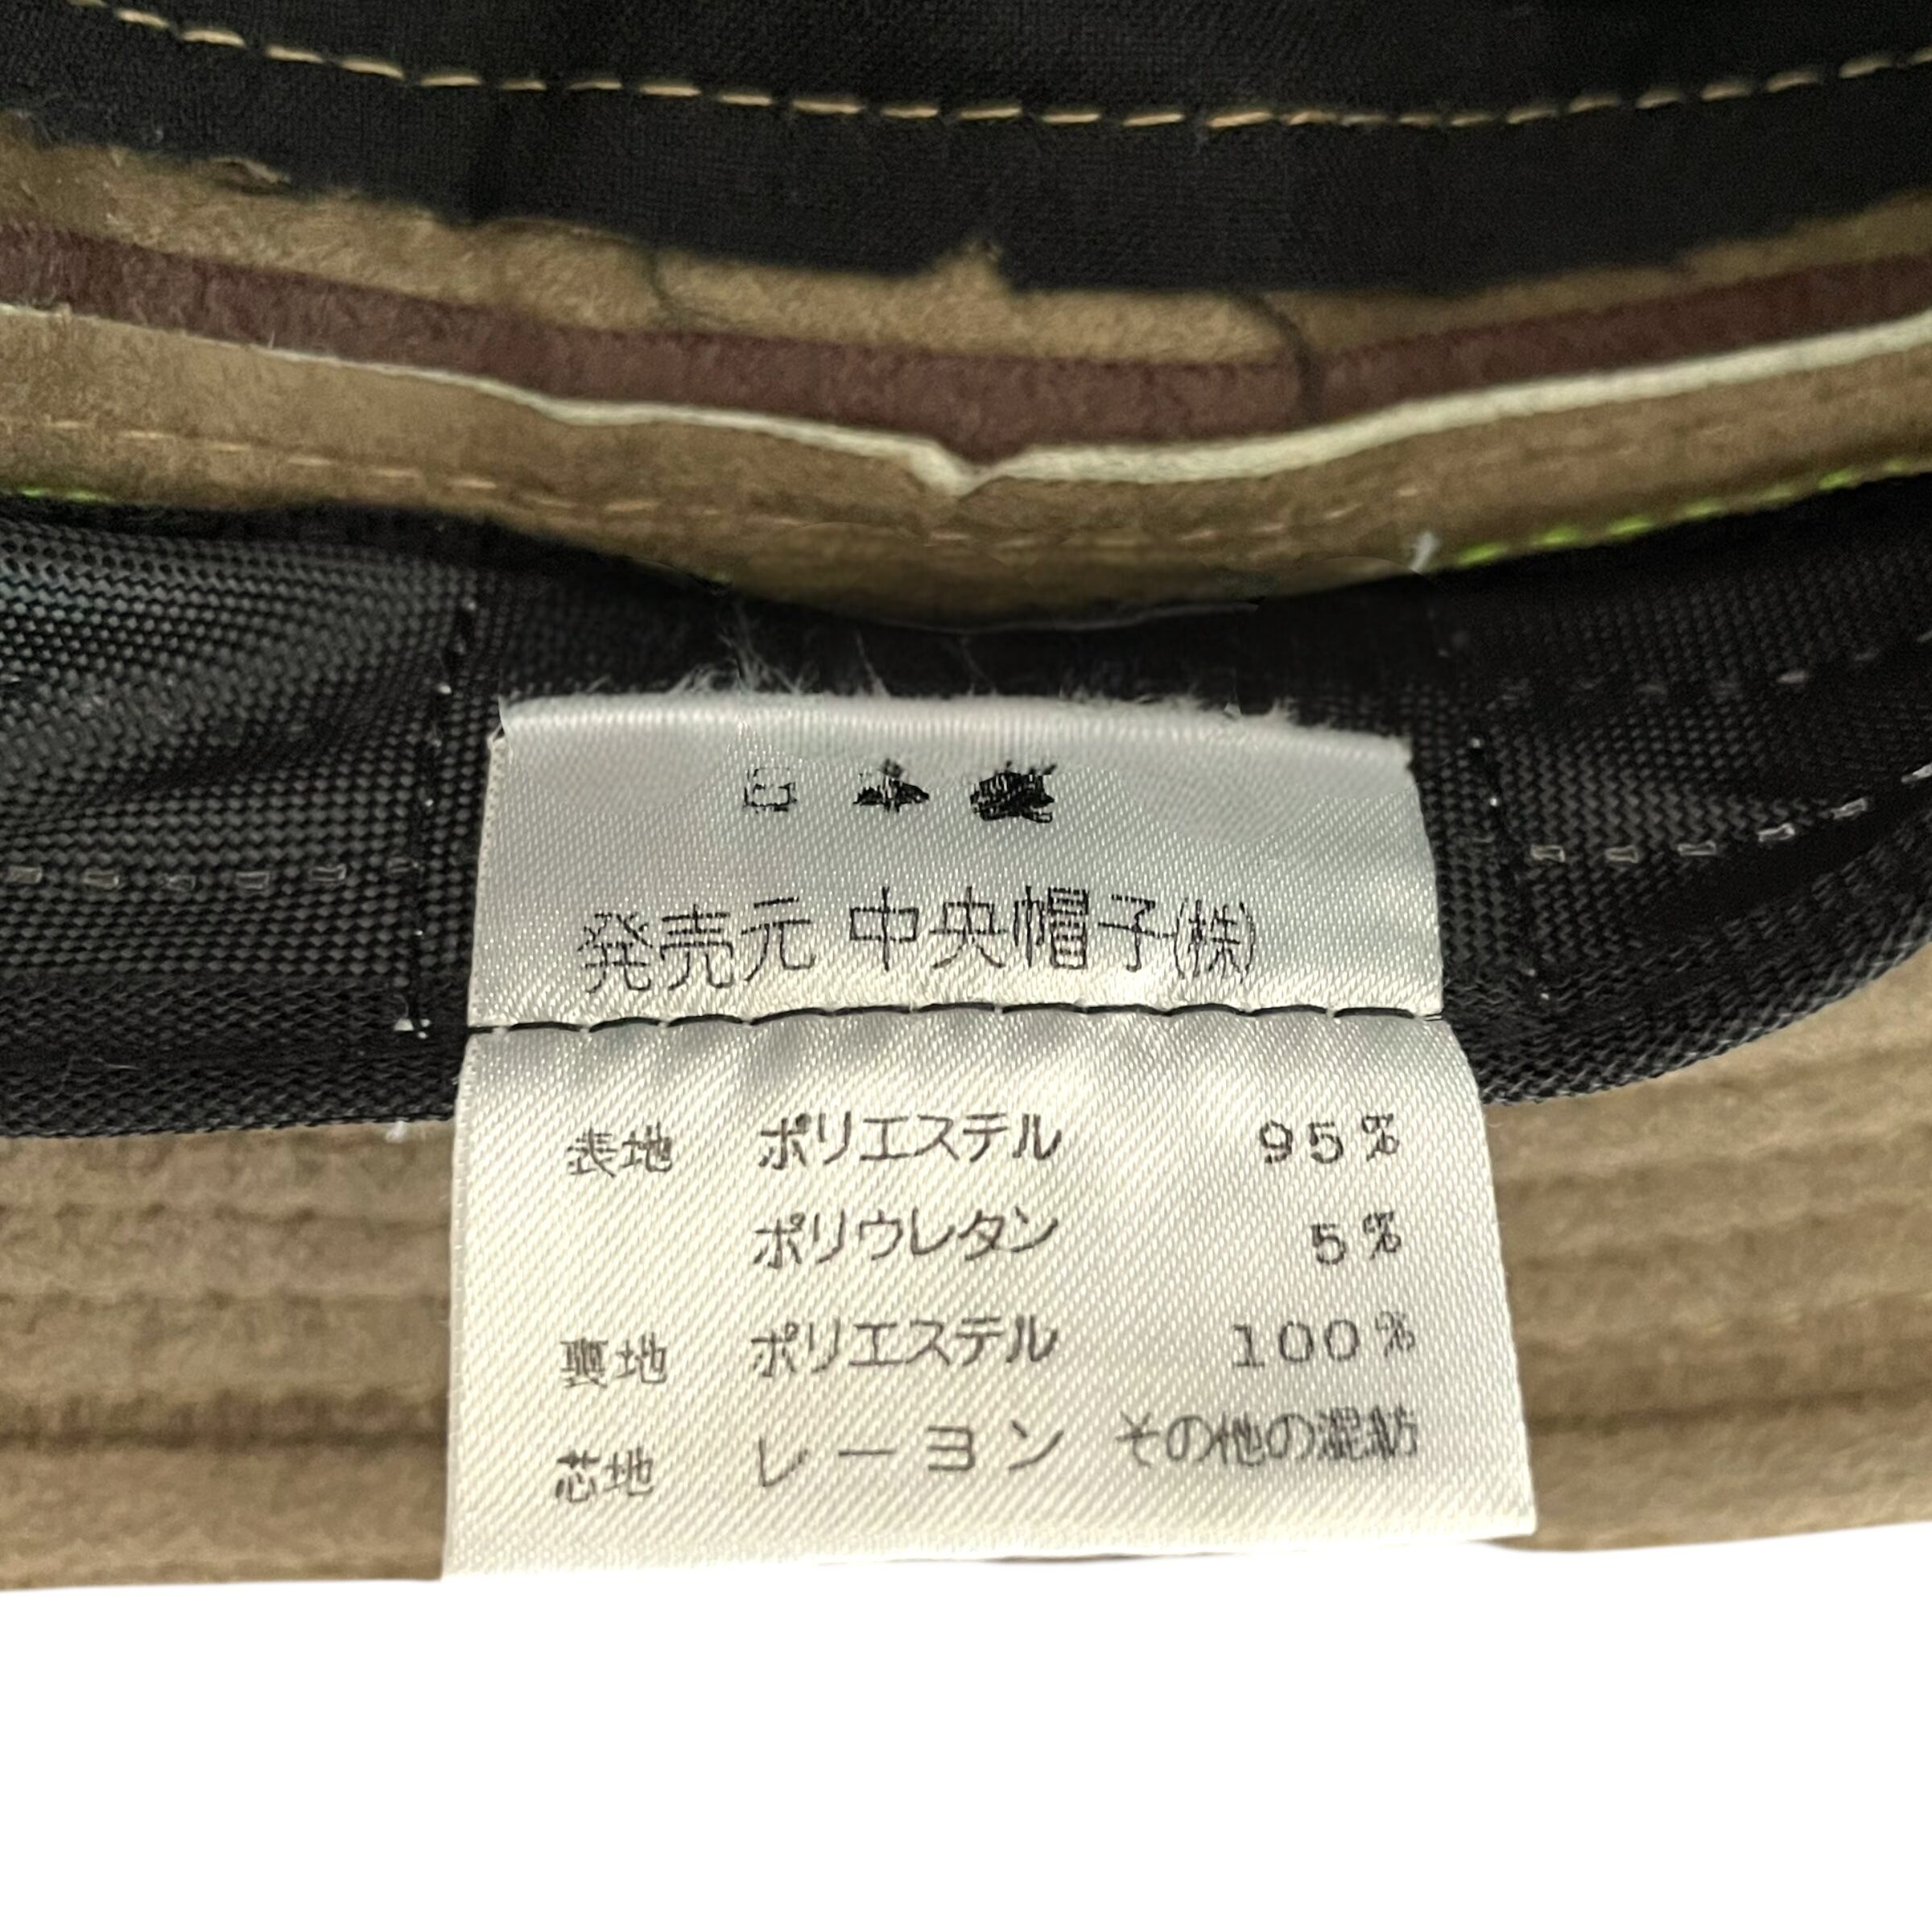 発売元 中央帽子(株)
表地 ポリエステル 95%
ポリウレタン 5%
裏地 ポリエステル 100%
芯地 レーヨン その他の混紡